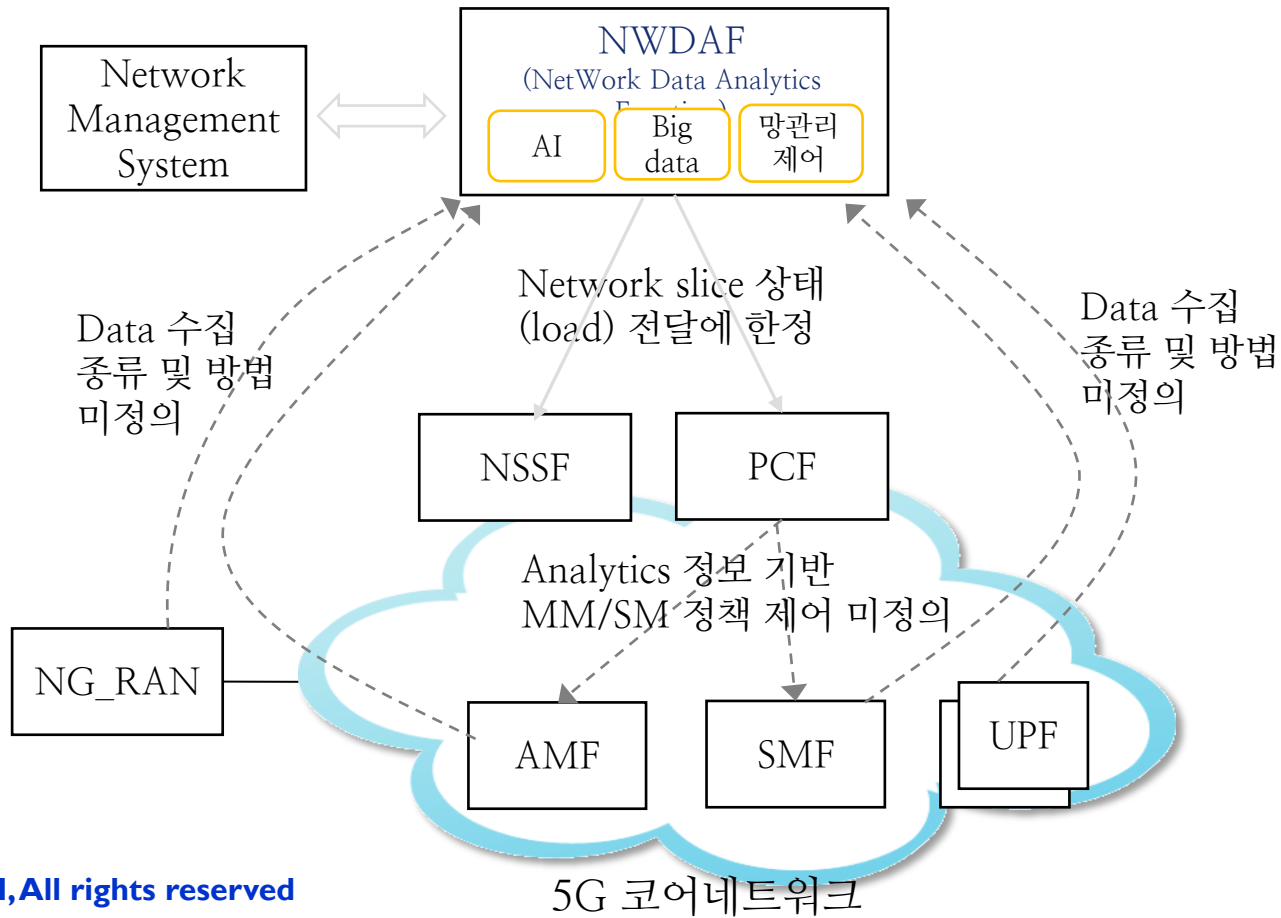 NWDAF
(NetWork Data Analytics
Network
Management
System
AI
Big
data
망관리
제어
Network slice 상태
(load) 전달에 한정
Data 수집
종류 및 방법
미정의
Data 수집
종류 및 방법
미정의
NSSF
PCF
Analytics 정보 기반
MM/SM 정책 제어 미정의
NG_RAN
AMF
SMF
UPF
5G 코어네트워크
All rights reserved